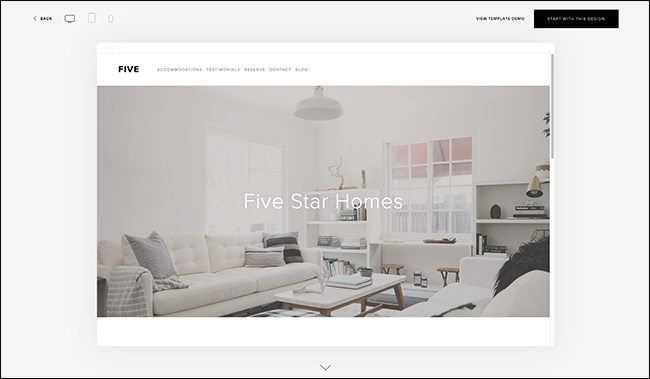 BACK
VIEW TEMPLATE DEMO
START WITH THIS DESIGN
FIVE
ACCOMMODATIONS TESTIMONIALS RESERVE CONTACT BLOG
Five Star Homes